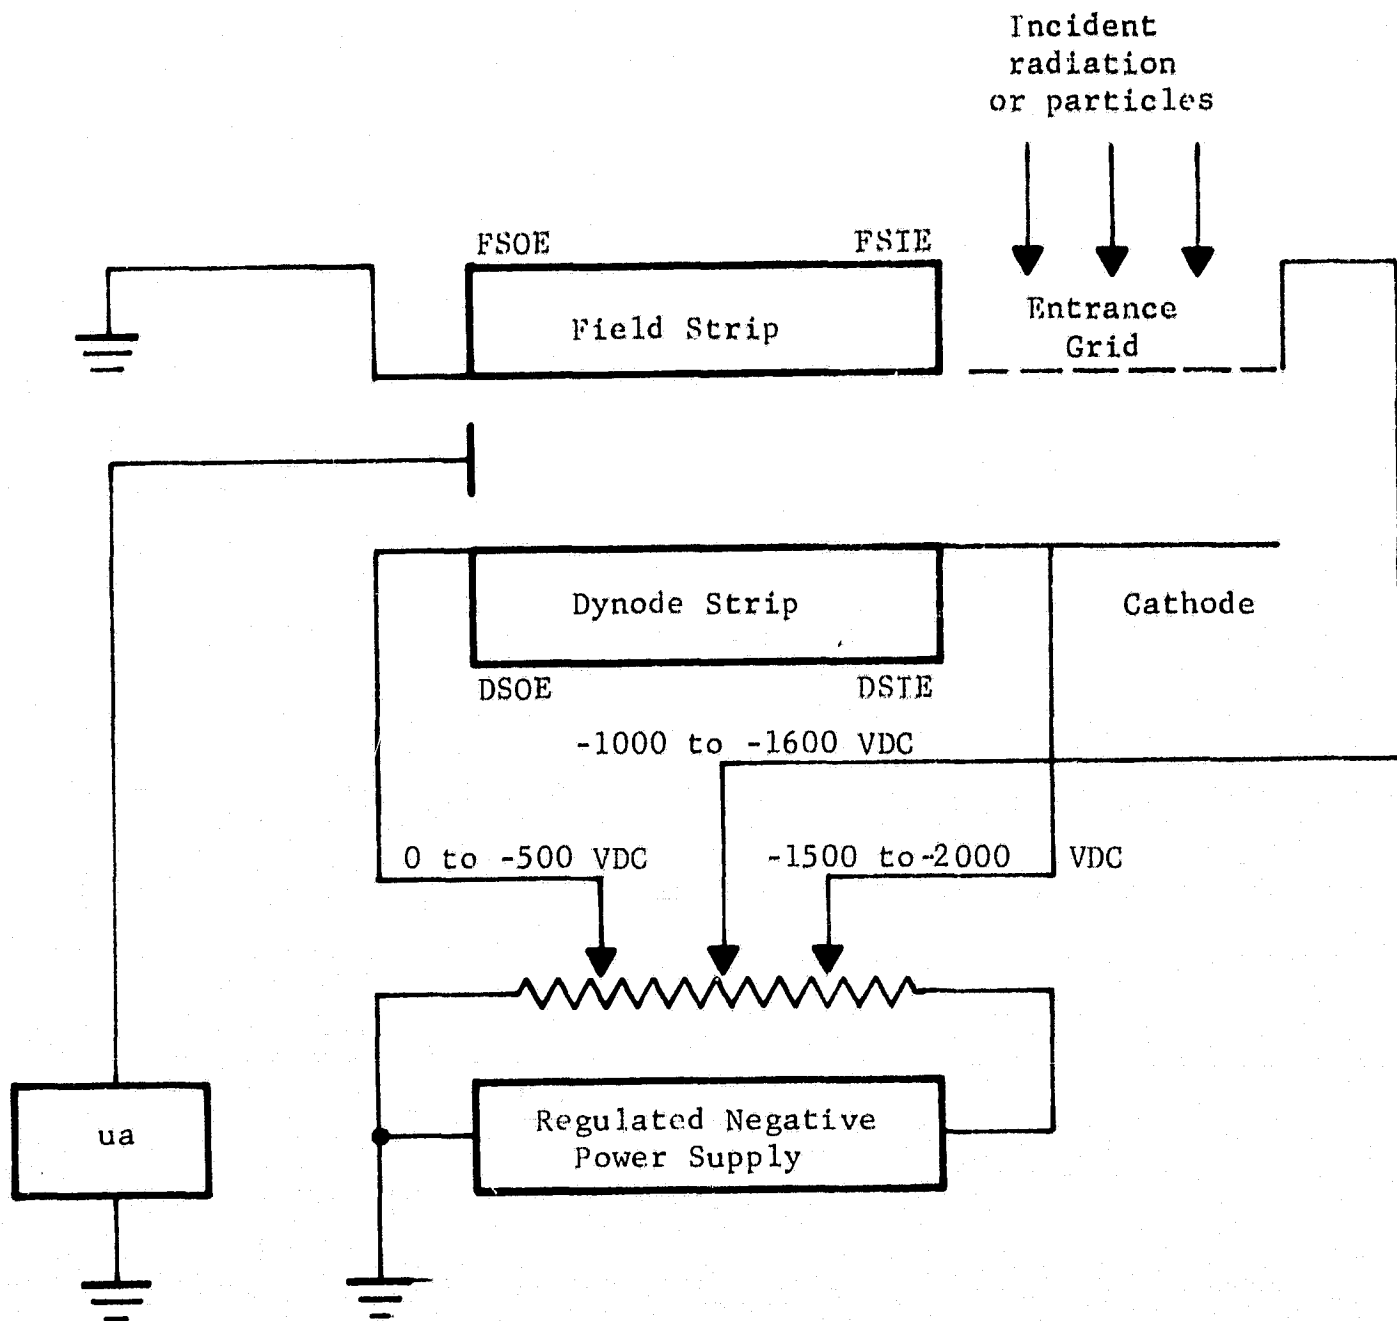 Incident
radiation
or particles
FSOE
FSIE
Field Strip
Entrance
Grid
Dynode Strip
Cathode
DSOE
DSIE
-1000 to -1600 VDC
0 to -500 VDC
-1500 to-2000 VDC
ua
Regulated Negative
Power Supply